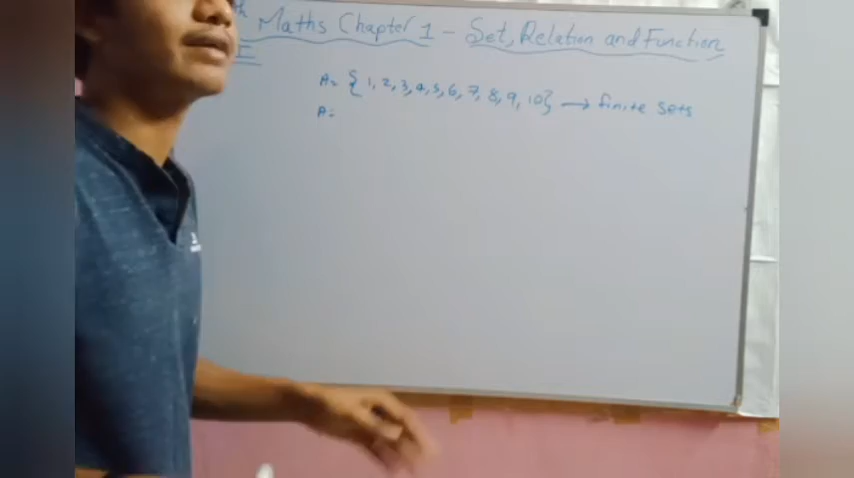 Maths Chapter 1 - Set, Relation and Function
I
A= { 1, 2, 3, 4, 5, 6, 7, 8, 9, 10} → finite sets
A=